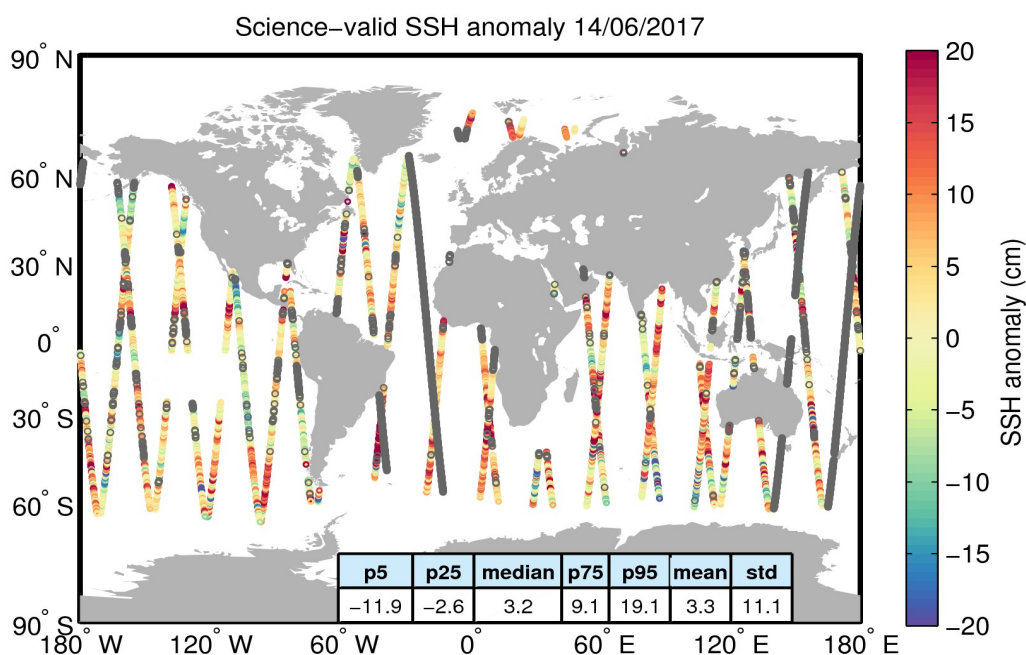 Science−valid SSH anomaly 14/06/2017
90° N
60° N
30° N
0°
30° S
60° S
90° S
180° W
120° W
60° W
0°
60° E
120° E
180° E
p5 p25 median p75 p95 mean std
−11.9 −2.6 3.2 9.1 19.1 3.3 11.1
20
15
10
5
0
−5
−10
−15
−20
SSH anomaly (cm)